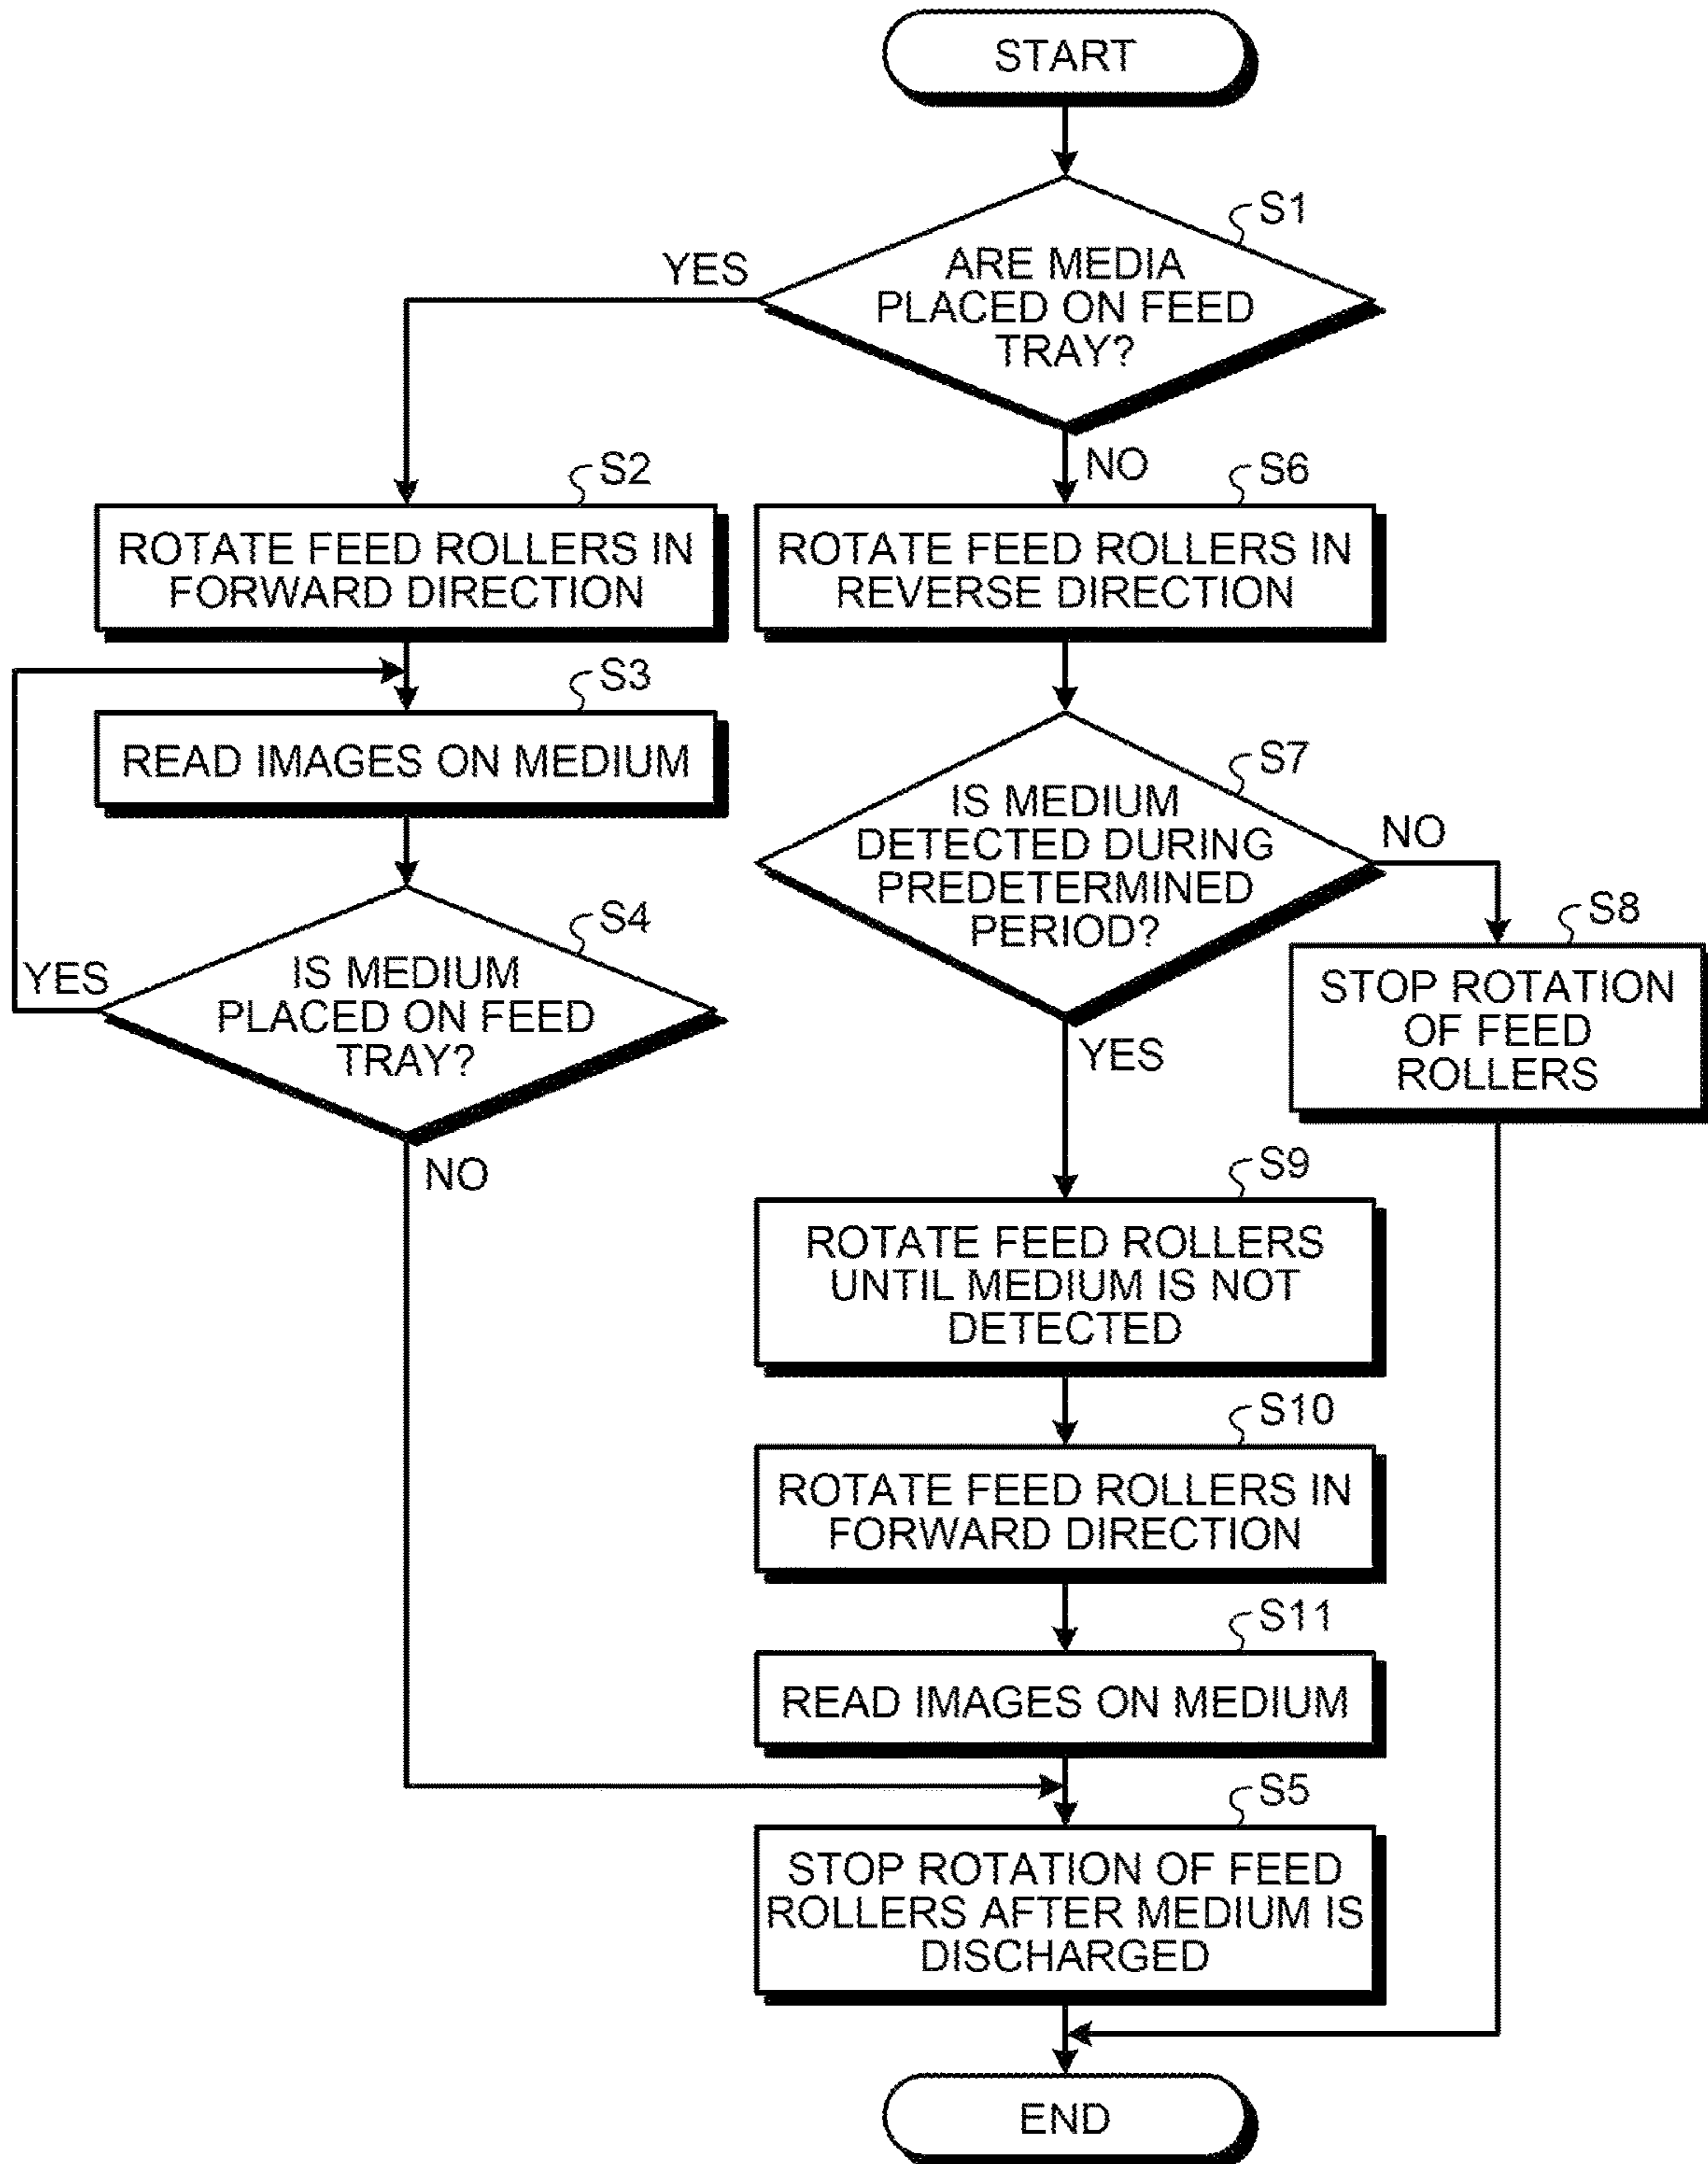 START
S1
ARE MEDIA
PLACED ON FEED
TRAY?
YES
NO
S2
ROTATE FEED ROLLERS IN
FORWARD DIRECTION
S6
ROTATE FEED ROLLERS IN
REVERSE DIRECTION
S3
READ IMAGES ON MEDIUM
S7
IS MEDIUM
DETECTED DURING
PREDETERMINED
PERIOD?
NO
YES
S4
IS MEDIUM
PLACED ON FEED
TRAY?
YES
NO
S8
STOP ROTATION
OF FEED
ROLLERS
S9
ROTATE FEED ROLLERS
UNTIL MEDIUM IS NOT
DETECTED
S10
ROTATE FEED ROLLERS IN
FORWARD DIRECTION
S11
READ IMAGES ON MEDIUM
S5
STOP ROTATION OF FEED
ROLLERS AFTER MEDIUM IS
DISCHARGED
END